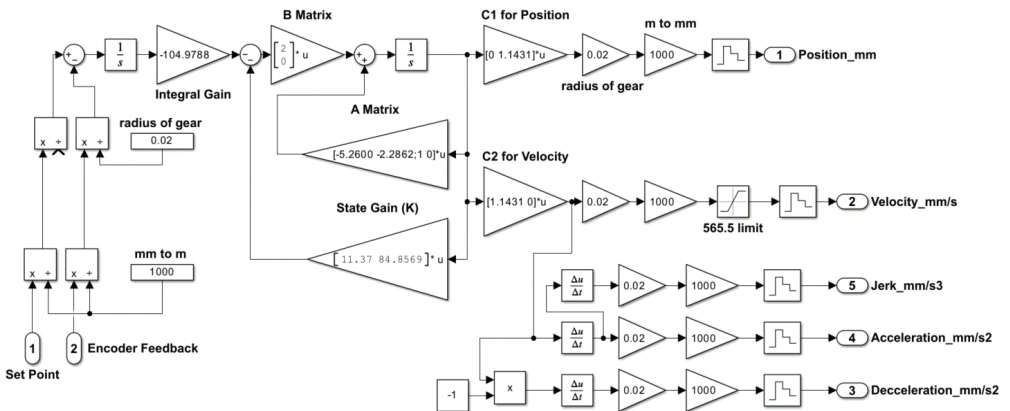 B Matrix
C1 for Position
m to mm
1
s
-104.9788
2
0
* u
1
s
[0 1.1431]*u
0.02
1000
1
Position_mm
Integral Gain
radius of gear
A Matrix
radius of gear
0.02
x ÷
x ÷
[-5.2600 -2.2862;1 0]*u
C2 for Velocity
[1.1431 0]*u
0.02
1000
2
Velocity_mm/s
State Gain (K)
565.5 limit
mm to m
[ 11.37 84.8569 ]* u
x ÷
x ÷
1000
Δu
Δt
0.02
1000
5
Jerk_mm/s3
1
2
Encoder Feedback
Δu
Δt
0.02
1000
4
Acceleration_mm/s2
Set Point
-1
x
Δu
Δt
0.02
1000
3
Decceleration_mm/s2